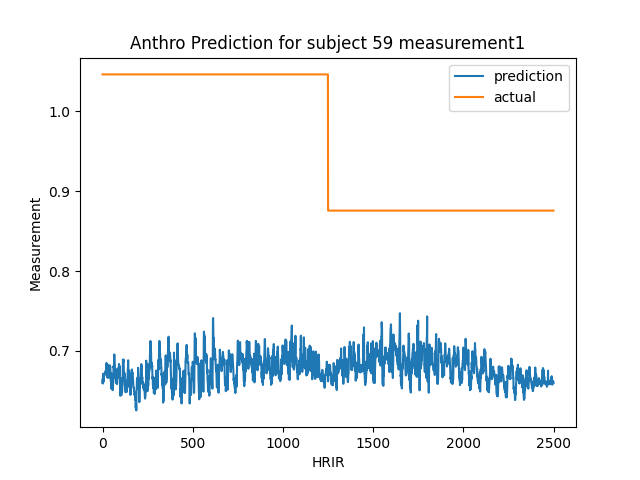 Anthro Prediction for subject 59 measurement1
prediction
actual
1.0
0.9
0.8
0.7
Measurement
0
500
1000
1500
2000
2500
HRIR